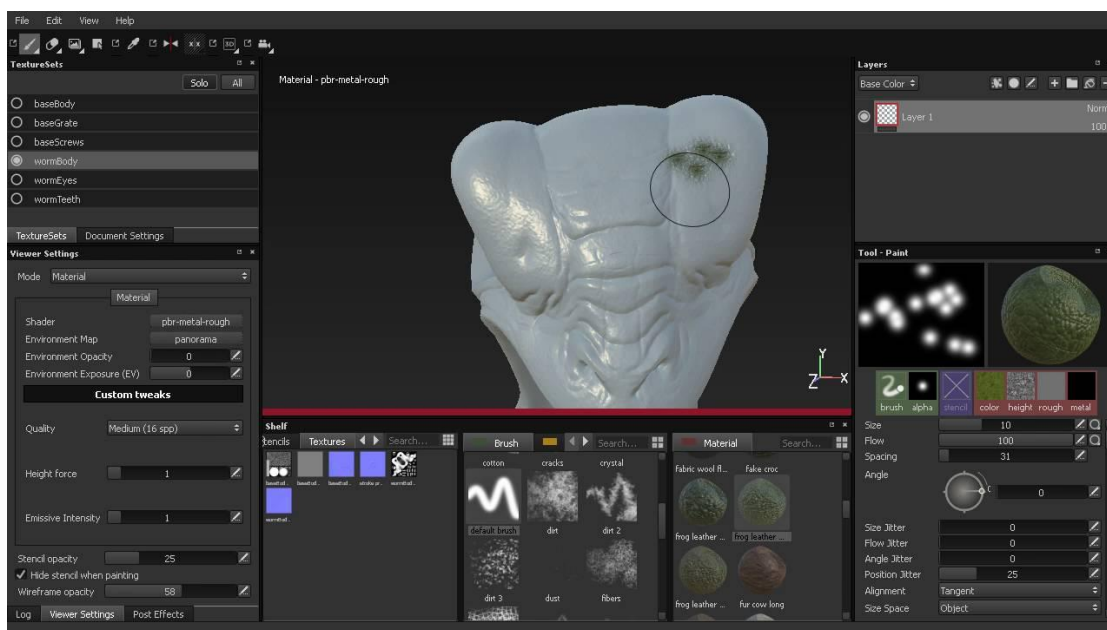 File Edit View Help
TextureSets
Solo All
baseBody
baseGrate
baseScrews
wormBody
wormEyes
wormTeeth
TextureSets Document Settings
Viewer Settings
Mode Material
Material
Shader pbr-metal-rough
Environment Map panorama
Environment Opacity 0
Environment Exposure (EV) 0
Custom tweaks
Quality Medium (16 spp)
Height force 1
Emissive Intensity 1
Stencil opacity 25
Hide stencil when painting
Wireframe opacity 58
Log Viewer Settings Post Effects
Material - pbr-metal-rough
Y
Z X
Shelf
tencils Textures Search...
Brush Search...
cotton cracks crystal
default brush dirt dirt 2
dirt 3 dust fibers
Material Search...
Fabric wool fl... fake croc
frog leather ... frog leather ...
frog leather ... fur cow long
Layers
Base Color
Layer 1
Norm
100
Tool - Paint
brush alpha stencil color height rough metal
Size 10
Flow 100
Spacing 31
Angle 0
Size Jitter 0
Flow Jitter 0
Angle Jitter 0
Position Jitter 25
Alignment Tangent
Size Space Object